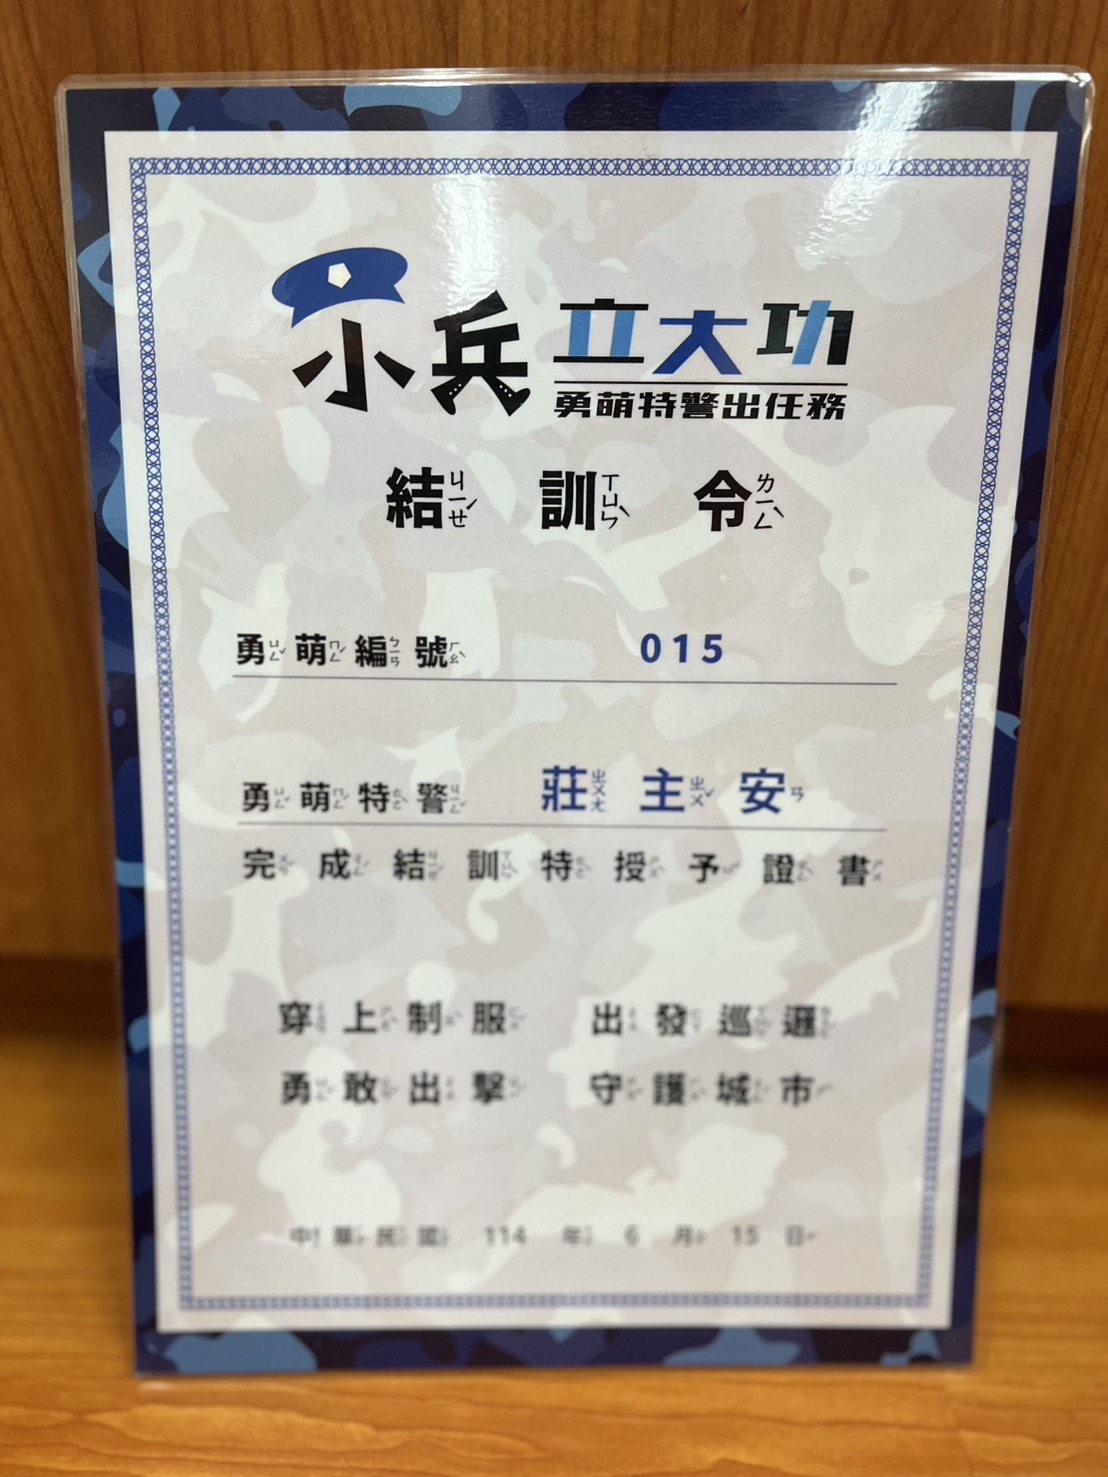 小兵立大功
勇萌特警出任務
結訓令
勇萌編號 015
勇萌特警 莊主安
完成結訓特授予證書
穿上制服 出發巡邏
勇敢出擊 守護城市
中華民國 114 年 6 月 15 日